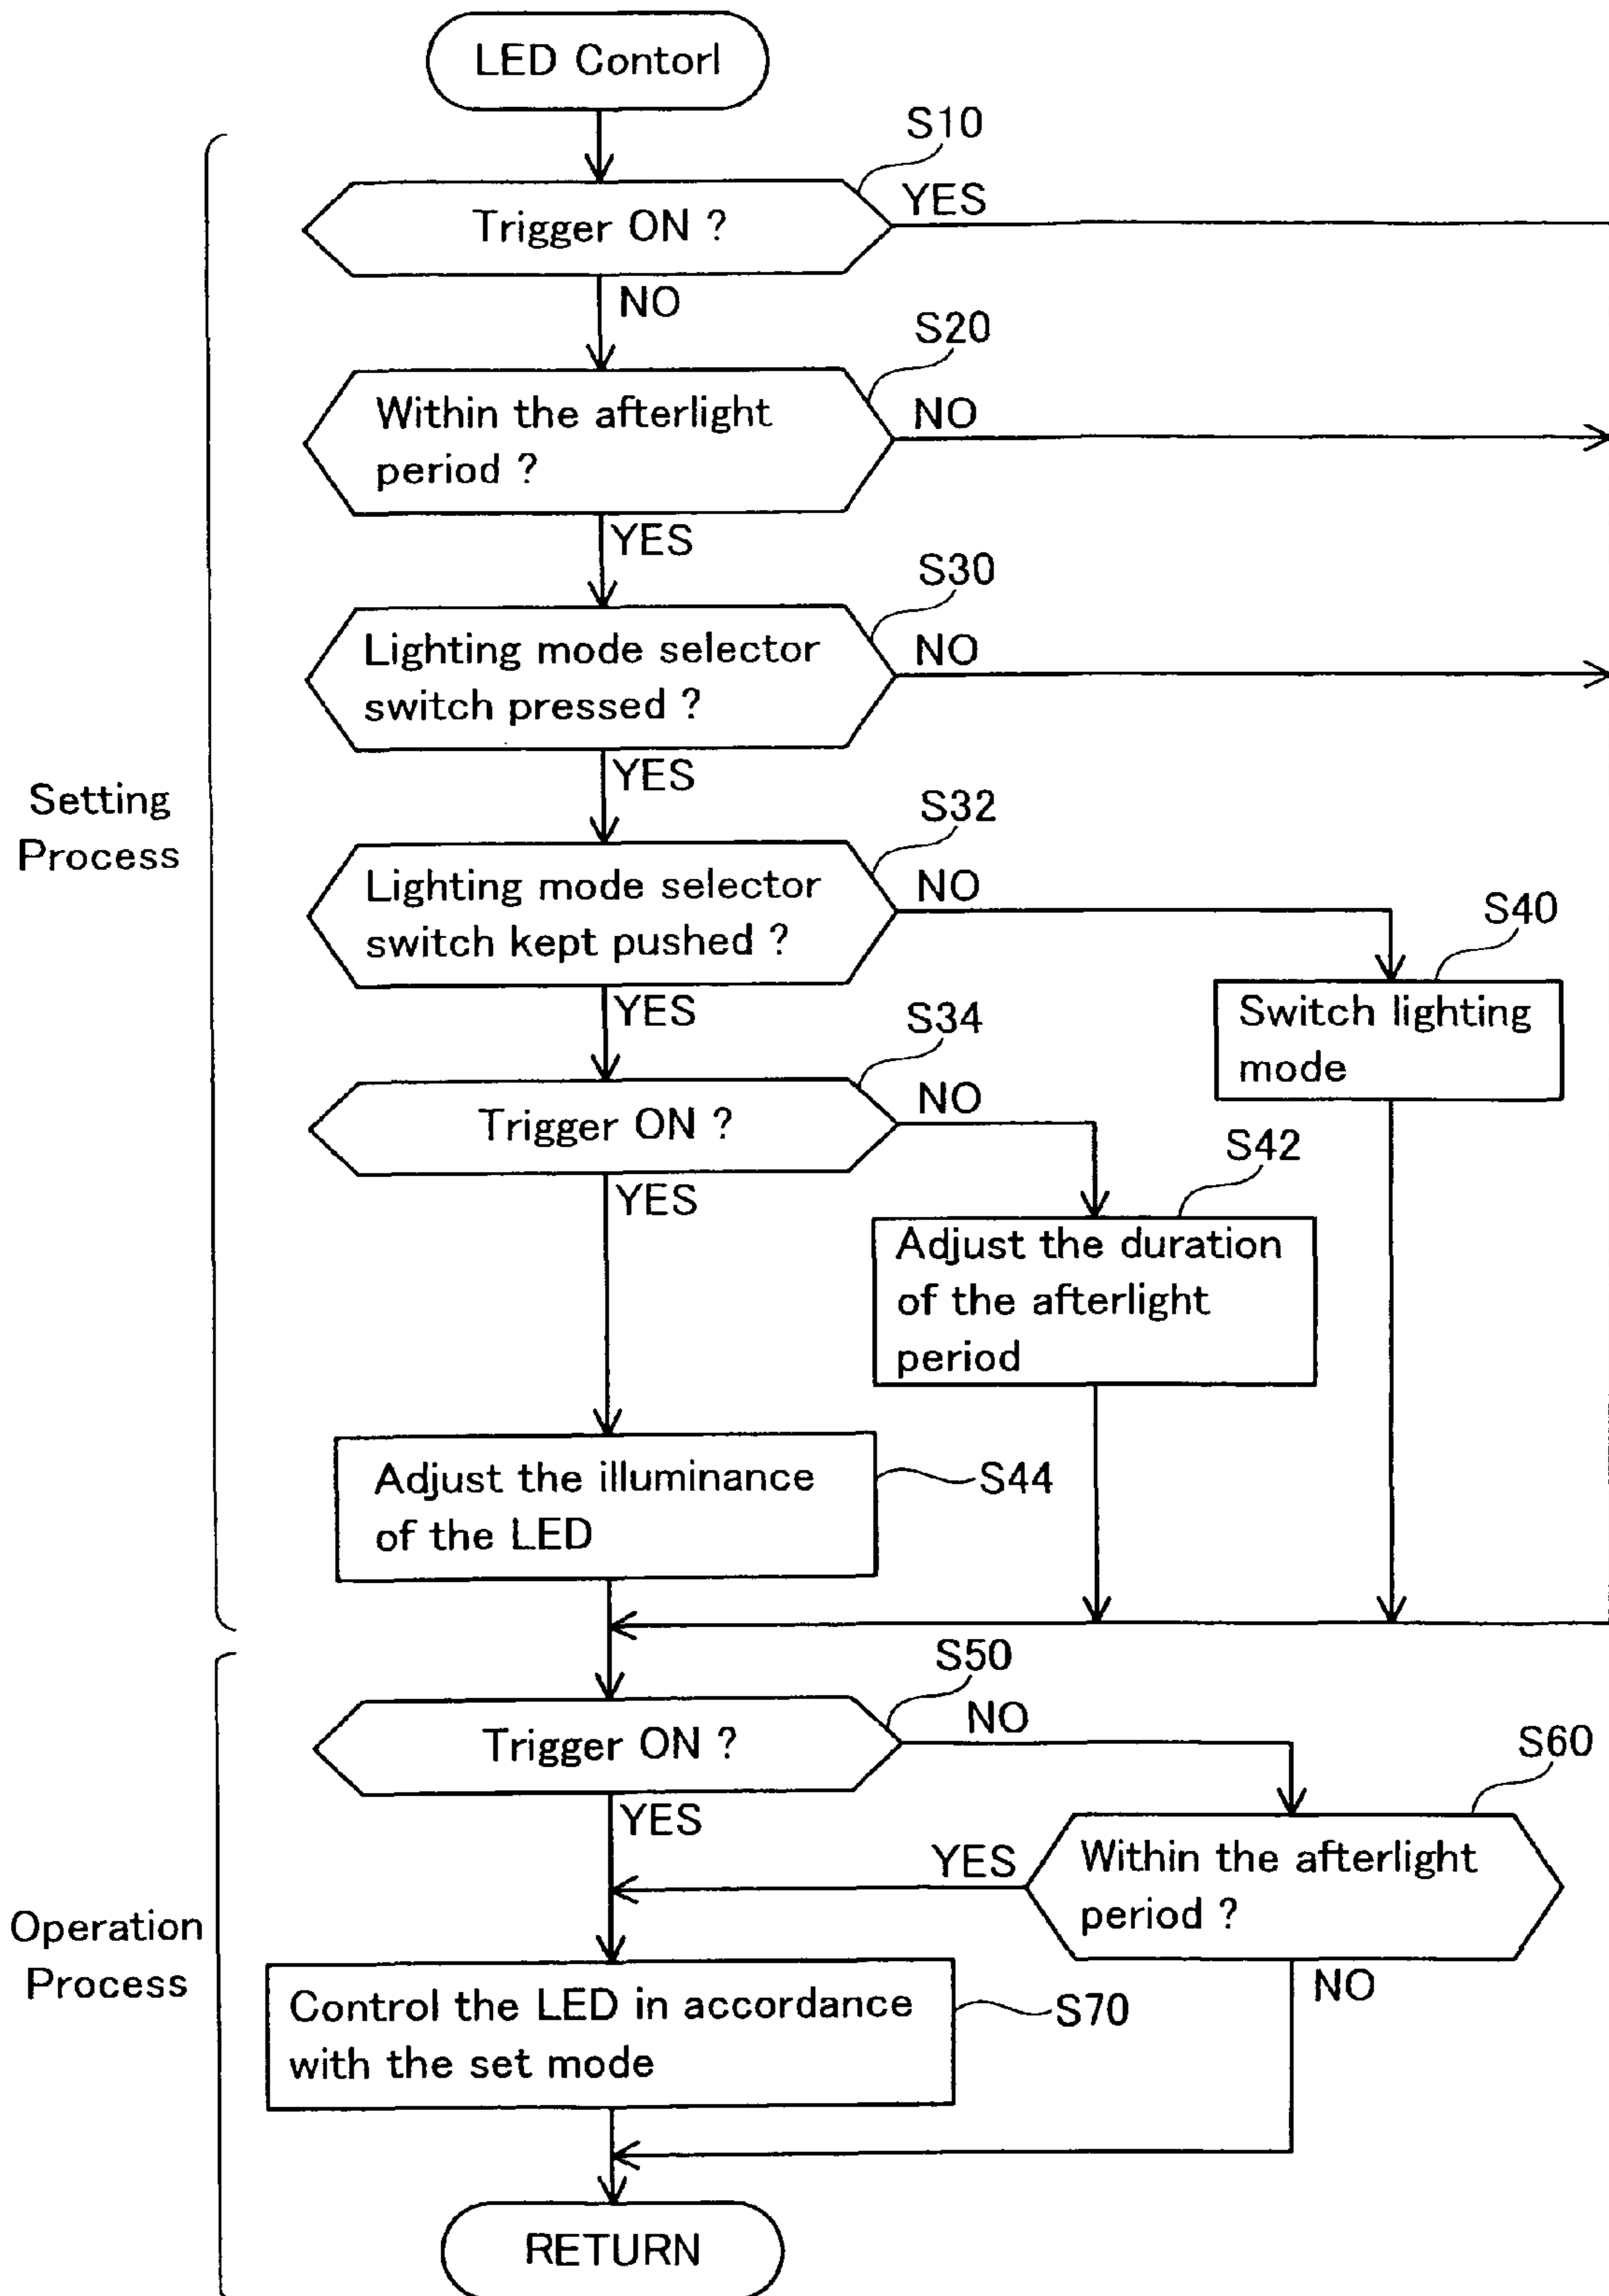 LED Contorl
S10
Trigger ON ?
YES
NO
S20
Within the afterlight
period ?
NO
YES
S30
Lighting mode selector
switch pressed ?
NO
YES
Setting
Process
S32
Lighting mode selector
switch kept pushed ?
NO
YES
S40
Switch lighting
mode
S34
Trigger ON ?
NO
YES
S42
Adjust the duration
of the afterlight
period
Adjust the illuminance
of the LED
S44
S50
Trigger ON ?
NO
YES
S60
Within the afterlight
period ?
YES
NO
Operation
Process
Control the LED in accordance
with the set mode
S70
RETURN